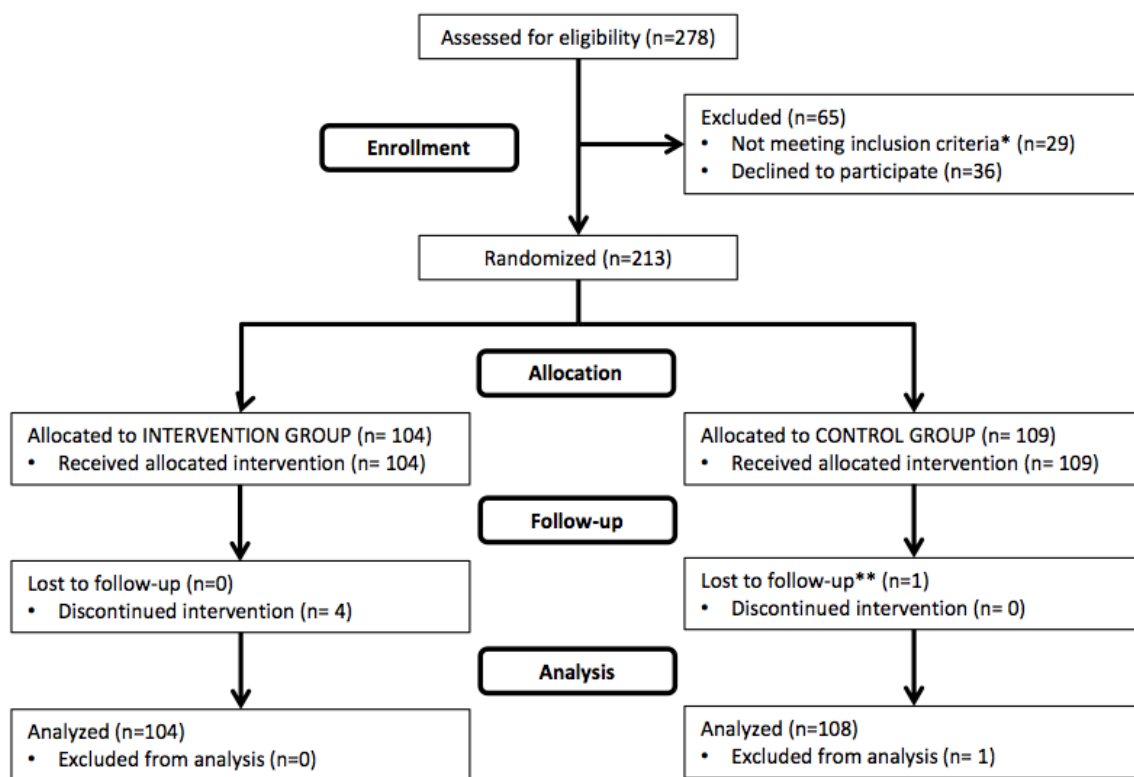 Assessed for eligibility (n=278)
Excluded (n=65)
• Not meeting inclusion criteria* (n=29)
• Declined to participate (n=36)
Enrollment
Randomized (n=213)
Allocation
Allocated to INTERVENTION GROUP (n= 104)
• Received allocated intervention (n= 104)
Allocated to CONTROL GROUP (n= 109)
• Received allocated intervention (n= 109)
Follow-up
Lost to follow-up (n=0)
• Discontinued intervention (n= 4)
Lost to follow-up** (n=1)
• Discontinued intervention (n= 0)
Analysis
Analyzed (n=104)
• Excluded from analysis (n=0)
Analyzed (n=108)
• Excluded from analysis (n= 1)